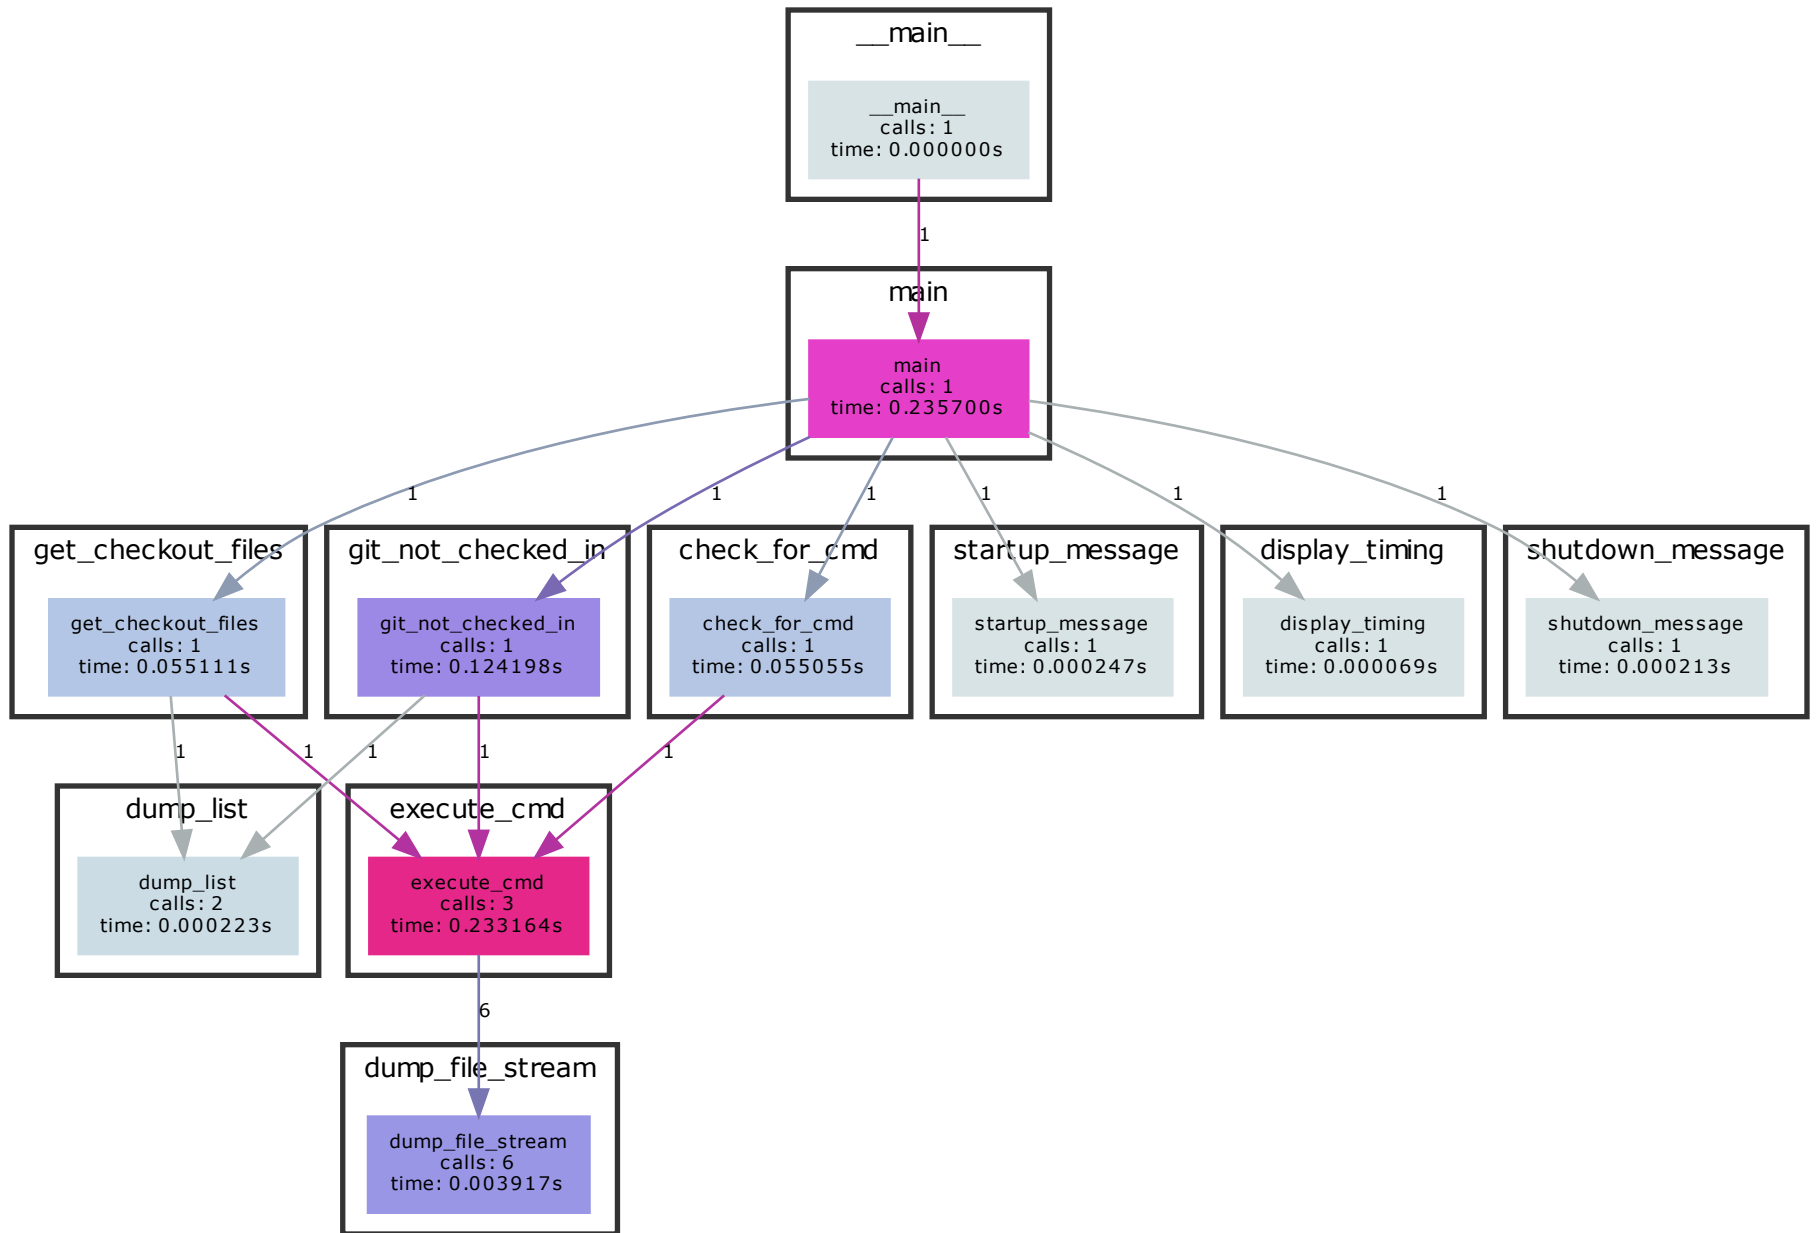 __main__
__main__
calls: 1
time: 0.000000s
1
main
main
calls: 1
time: 0.235700s
1
1
1
1
1
1
get_checkout_files
get_checkout_files
calls: 1
time: 0.055111s
git_not_checked_in
git_not_checked_in
calls: 1
time: 0.124198s
check_for_cmd
check_for_cmd
calls: 1
time: 0.055055s
startup_message
startup_message
calls: 1
time: 0.000247s
display_timing
display_timing
calls: 1
time: 0.000069s
shutdown_message
shutdown_message
calls: 1
time: 0.000213s
1
1
1
1
1
dump_list
dump_list
calls: 2
time: 0.000223s
execute_cmd
execute_cmd
calls: 3
time: 0.233164s
6
dump_file_stream
dump_file_stream
calls: 6
time: 0.003917s